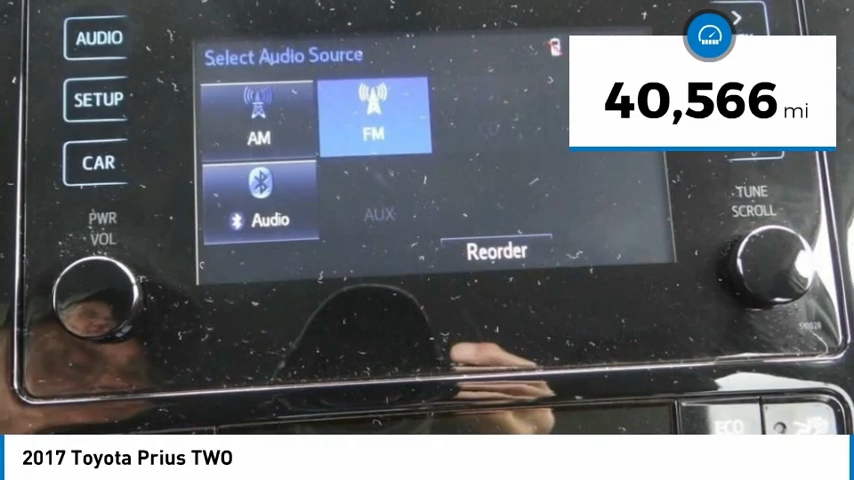 AUDIO
SETUP
CAR
PWR
VOL
Select Audio Source
AM
FM
Audio
AUX
Reorder
40,566 mi
TUNE
SCROLL
ECO
2017 Toyota Prius TWO